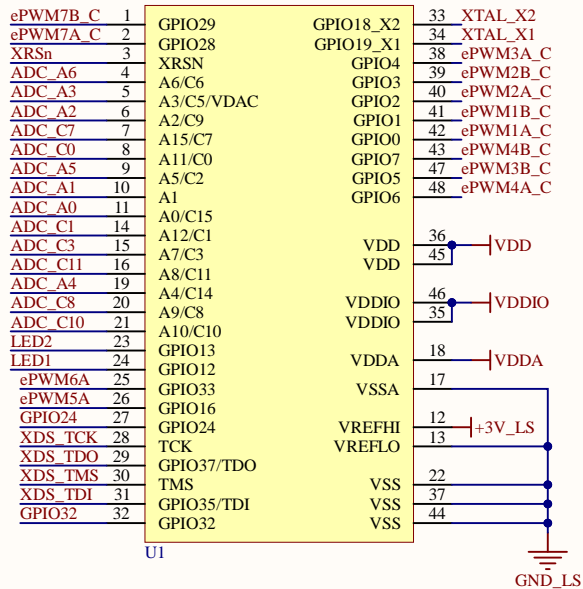 ePWM7B_C 1 GPIO29 GPIO18_X2 33 XTAL_X2
ePWM7A_C 2 GPIO28 GPIO19_X1 34 XTAL_X1
XRSn 3 XRSN GPIO4 38 ePWM3A_C
ADC_A6 4 A6/C6 GPIO3 39 ePWM2B_C
ADC_A3 5 A3/C5/VDAC GPIO2 40 ePWM2A_C
ADC_A2 6 A2/C9 GPIO1 41 ePWM1B_C
ADC_C7 7 A15/C7 GPIO0 42 ePWM1A_C
ADC_C0 8 A11/C0 GPIO7 43 ePWM4B_C
ADC_A5 9 A5/C2 GPIO5 47 ePWM3B_C
ADC_A1 10 A1 GPIO6 48 ePWM4A_C
ADC_A0 11 A0/C15
ADC_C1 14 A12/C1 VDD 36 VDD
ADC_C3 15 A7/C3 VDD 45
ADC_C11 16 A8/C11
ADC_A4 19 A4/C14 VDDIO 46 VDDIO
ADC_C8 20 A9/C8 VDDIO 35
ADC_C10 21 A10/C10
LED2 23 GPIO13 VDDA 18 VDDA
LED1 24 GPIO12
ePWM6A 25 GPIO33 VSSA 17
ePWM5A 26 GPIO16
GPIO24 27 GPIO24 VREFHI 12 +3V_LS
XDS_TCK 28 TCK VREFLO 13
XDS_TDO 29 GPIO37/TDO
XDS_TMS 30 TMS VSS 22
XDS_TDI 31 GPIO35/TDI VSS 37
GPIO32 32 GPIO32 VSS 44
U1
GND_LS